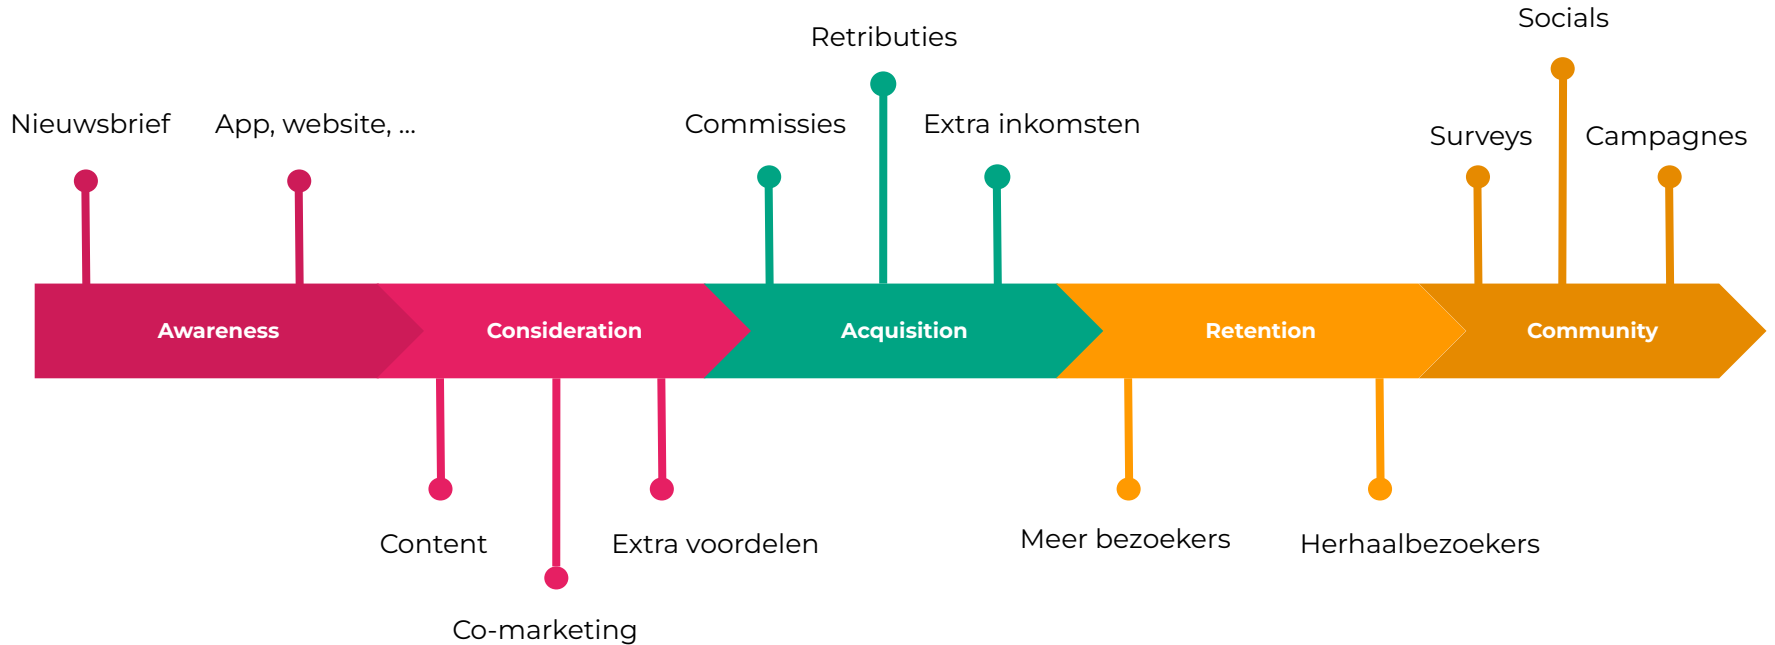 Socials
Retributies
Nieuwsbrief
App, website, ...
Commissies
Extra inkomsten
Surveys
Campagnes
Awareness
Consideration
Acquisition
Retention
Community
Content
Extra voordelen
Meer bezoekers
Herhaalbezoekers
Co-marketing